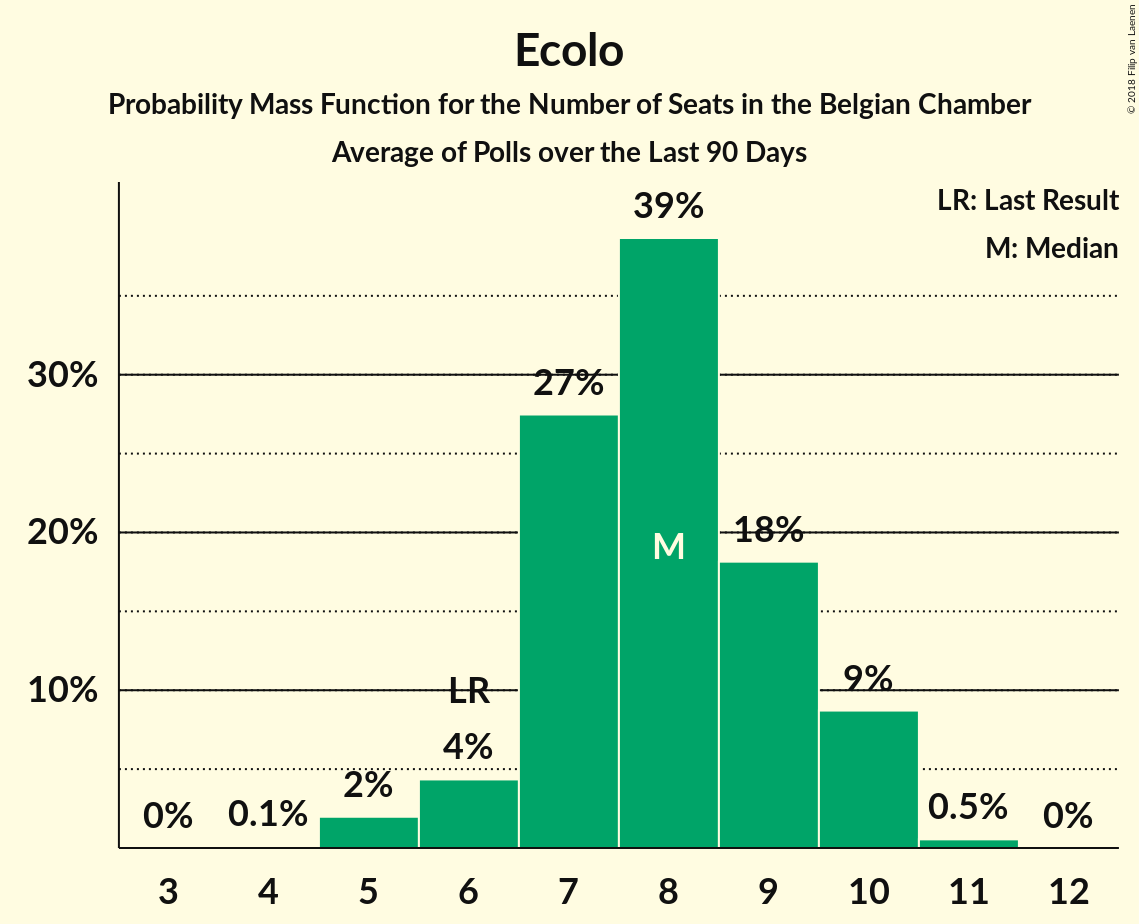 Ecolo
Probability Mass Function for the Number of Seats in the Belgian Chamber
Average of Polls over the Last 90 Days
© 2018 Filip van Laenen
LR: Last Result
M: Median
39%
30%
27%
20%
18%
M
10%
LR
9%
4%
2%
0%
0.1%
0.5%
0%
3 4 5 6 7 8 9 10 11 12